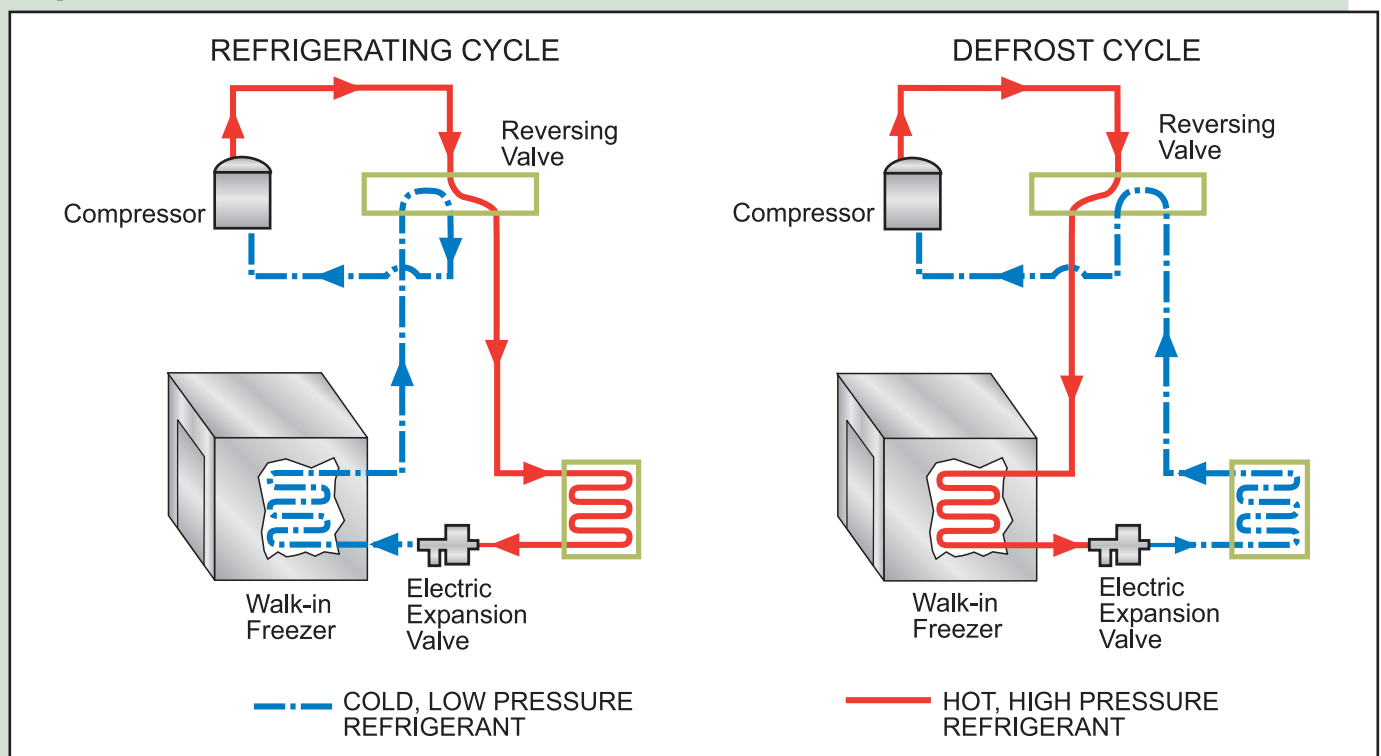 REFRIGERATING CYCLE
Reversing
Valve
Compressor
Walk-in
Freezer
Electric
Expansion
Valve
DEFROST CYCLE
Reversing
Valve
Compressor
Walk-in
Freezer
Electric
Expansion
Valve
COLD, LOW PRESSURE
REFRIGERANT
HOT, HIGH PRESSURE
REFRIGERANT